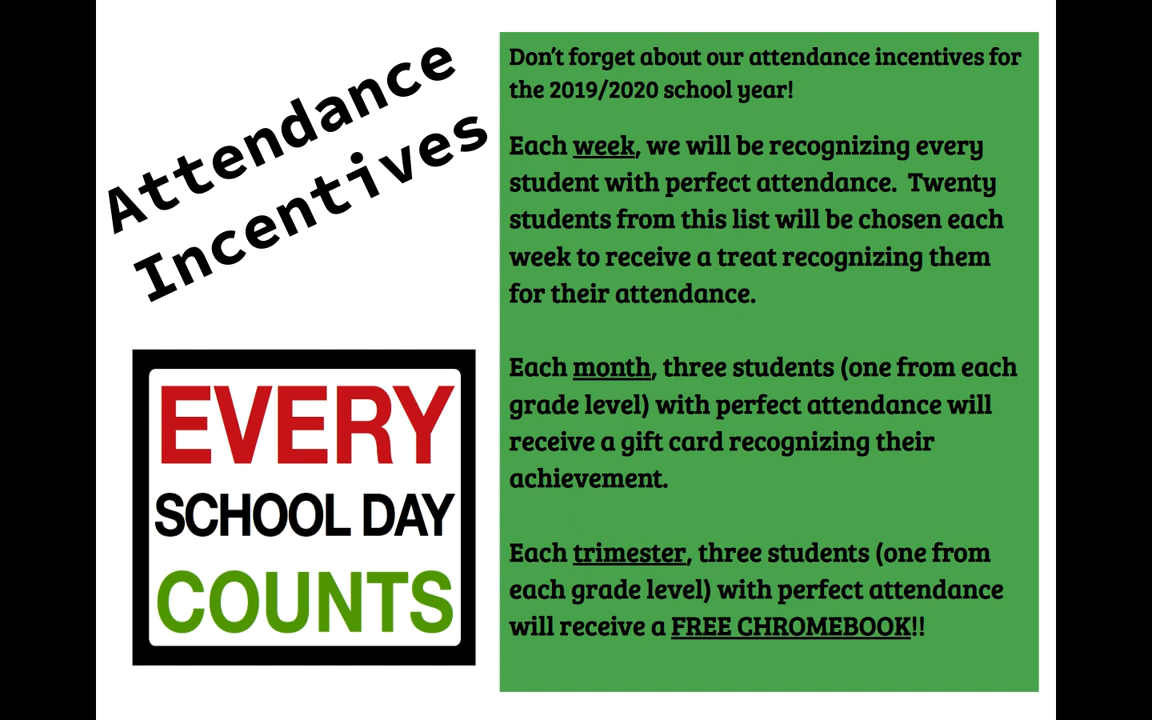 Attendance
Incentives
EVERY
SCHOOL DAY
COUNTS
Don't forget about our attendance incentives for
the 2019/2020 school year!
Each week, we will be recognizing every
student with perfect attendance.  Twenty
students from this list will be chosen each
week to receive a treat recognizing them
for their attendance.
Each month, three students (one from each
grade level) with perfect attendance will
receive a gift card recognizing their
achievement.
Each trimester, three students (one from
each grade level) with perfect attendance
will receive a FREE CHROMEBOOK!!